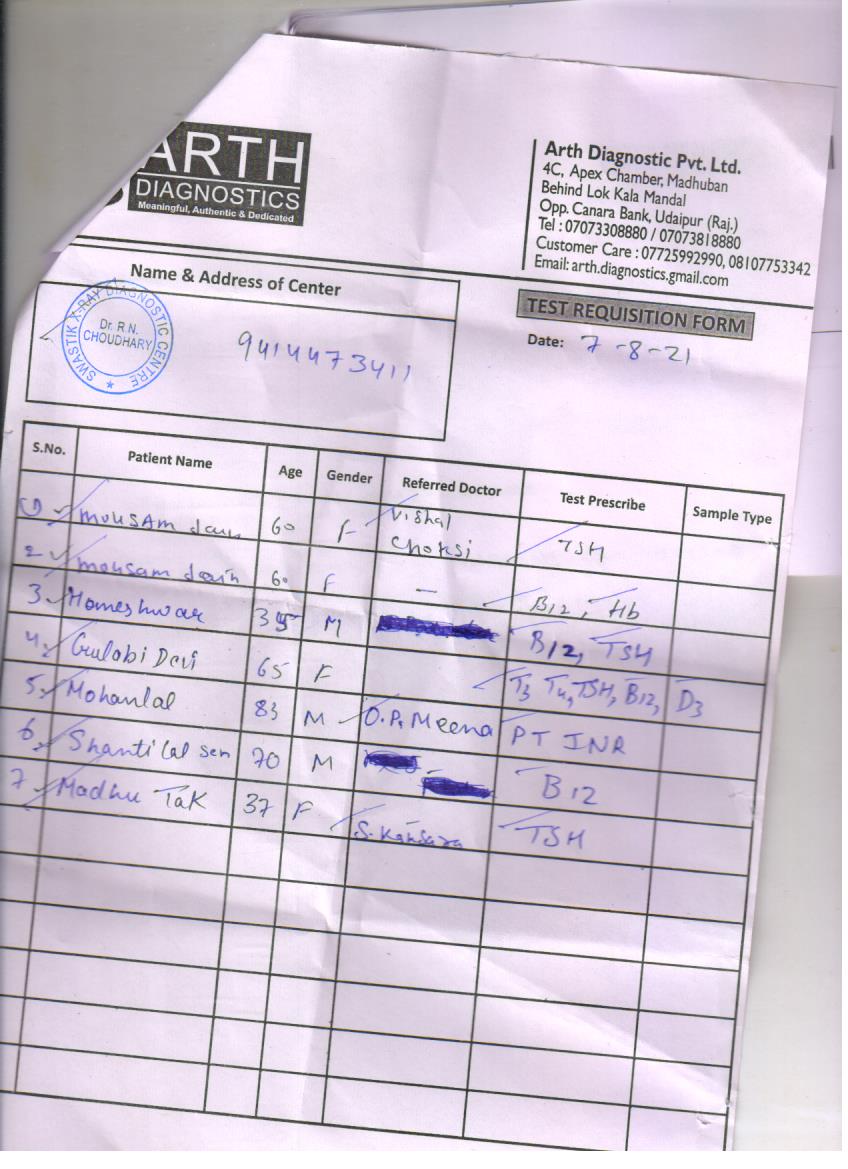 ARTH
DIAGNOSTICS
Meaningful, Authentic & Dedicated
Arth Diagnostic Pvt. Ltd.
4C, Apex Chamber, Madhuban
Behind Lok Kala Mandal
Opp. Canara Bank, Udaipur (Raj.)
Tel : 07073308880 / 07073818880
Customer Care : 07725992990, 08107753342
Email: arth.diagnostics.gmail.com
Name & Address of Center
SWASTIK X-RAY DIAGNOSTIC CENTRE
Dr. R.N.
CHOUDHARY
9414473411
TEST REQUISITION FORM
Date: 7-8-21
S.No. Patient Name Age Gender Referred Doctor Test Prescribe Sample Type
1 mousam Jain 60 F Vishal Choksi TSH
2 mousam Jain 60 F — B12, Hb
3 Homeshwar M B12, TSH
4 Gulabi Devi 65 F T3 T4, TSH, B12, D3
5 Mohanlal 83 M O.P. Meena PT INR
6 Shantilal sen 70 M B12
7 Madhu Tak 37 F S. Kansara TSH